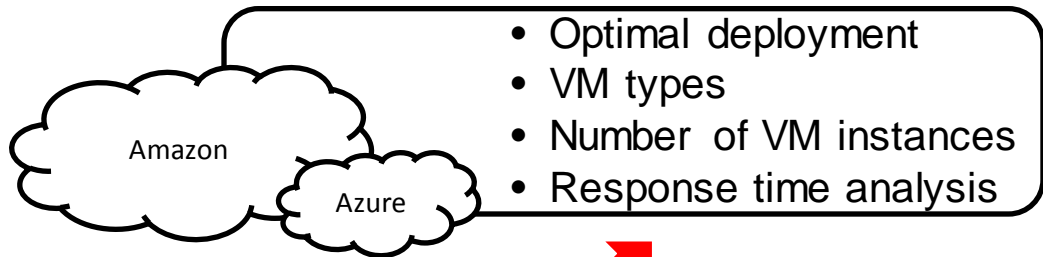 Amazon
Azure
• Optimal deployment
• VM types
• Number of VM instances
• Response time analysis